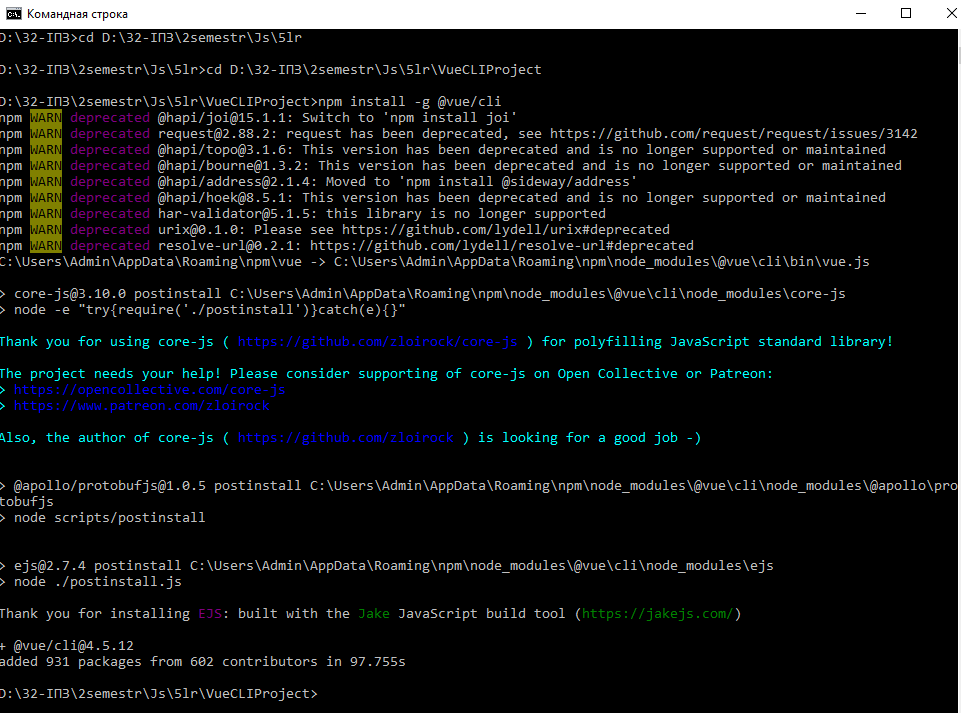 Командная строка
D:\32-ІПЗ>cd D:\32-ІПЗ\2semestr\Js\5lr
D:\32-ІПЗ\2semestr\Js\5lr>cd D:\32-ІПЗ\2semestr\Js\5lr\VueCLIProject
D:\32-ІПЗ\2semestr\Js\5lr\VueCLIProject>npm install -g @vue/cli
npm WARN deprecated @hapi/joi@15.1.1: Switch to 'npm install joi'
npm WARN deprecated request@2.88.2: request has been deprecated, see https://github.com/request/request/issues/3142
npm WARN deprecated @hapi/topo@3.1.6: This version has been deprecated and is no longer supported or maintained
npm WARN deprecated @hapi/bourne@1.3.2: This version has been deprecated and is no longer supported or maintained
npm WARN deprecated @hapi/address@2.1.4: Moved to 'npm install @sideway/address'
npm WARN deprecated @hapi/hoek@8.5.1: This version has been deprecated and is no longer supported or maintained
npm WARN deprecated har-validator@5.1.5: this library is no longer supported
npm WARN deprecated urix@0.1.0: Please see https://github.com/lydell/urix#deprecated
npm WARN deprecated resolve-url@0.2.1: https://github.com/lydell/resolve-url#deprecated
C:\Users\Admin\AppData\Roaming\npm\vue -> C:\Users\Admin\AppData\Roaming\npm\node_modules\@vue\cli\bin\vue.js
> core-js@3.10.0 postinstall C:\Users\Admin\AppData\Roaming\npm\node_modules\@vue\cli\node_modules\core-js
> node -e "try{require('./postinstall')}catch(e){}"
Thank you for using core-js ( https://github.com/zloirock/core-js ) for polyfilling JavaScript standard library!
The project needs your help! Please consider supporting of core-js on Open Collective or Patreon:
> https://opencollective.com/core-js
> https://www.patreon.com/zloirock
Also, the author of core-js ( https://github.com/zloirock ) is looking for a good job -)
> @apollo/protobufjs@1.0.5 postinstall C:\Users\Admin\AppData\Roaming\npm\node_modules\@vue\cli\node_modules\@apollo\pro
tobufjs
> node scripts/postinstall
> ejs@2.7.4 postinstall C:\Users\Admin\AppData\Roaming\npm\node_modules\@vue\cli\node_modules\ejs
> node ./postinstall.js
Thank you for installing EJS: built with the Jake JavaScript build tool (https://jakejs.com/)
+ @vue/cli@4.5.12
added 931 packages from 602 contributors in 97.755s
D:\32-ІПЗ\2semestr\Js\5lr\VueCLIProject>